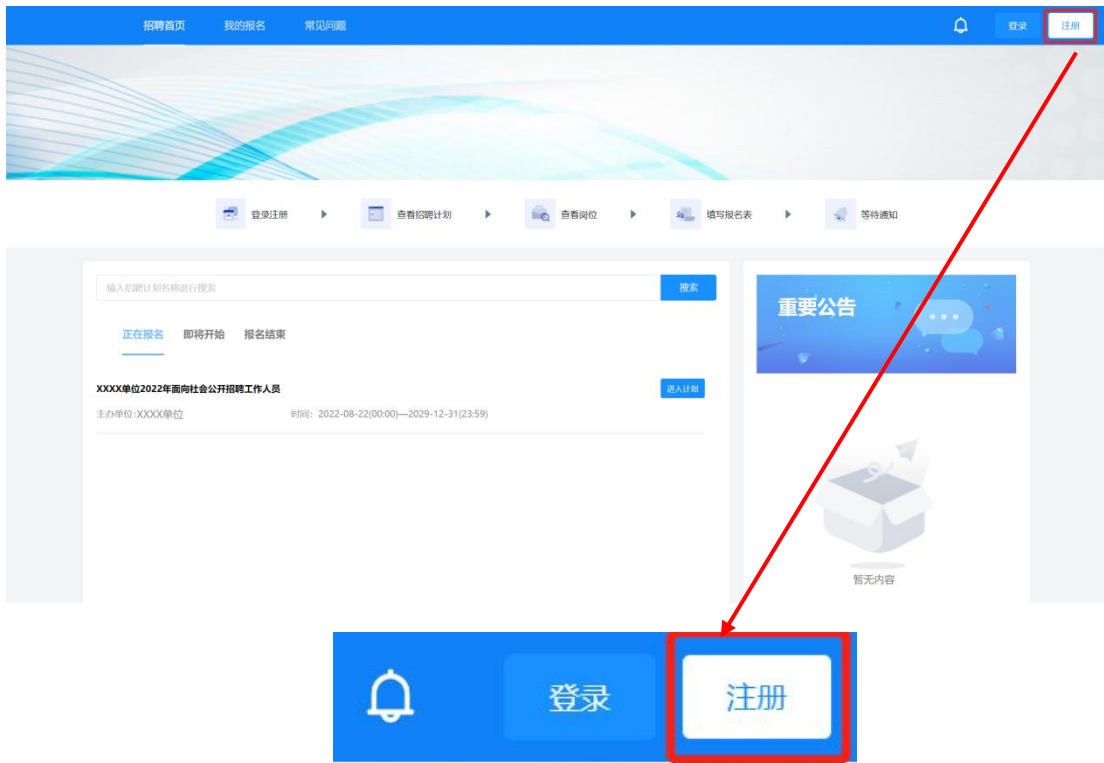 招聘首页 我的报名 常见问题 登录 注册
登录注册 查看招聘计划 查看岗位 填写报名表 等待通知
输入招聘计划名称进行搜索 搜索
重要公告
正在报名 即将开始 报名结束
XXXX单位2022年面向社会公开招聘工作人员 进入计划
主办单位:XXXX单位 时间：2022-08-22(00:00)—2029-12-31(23:59)
暂无内容
登录 注册